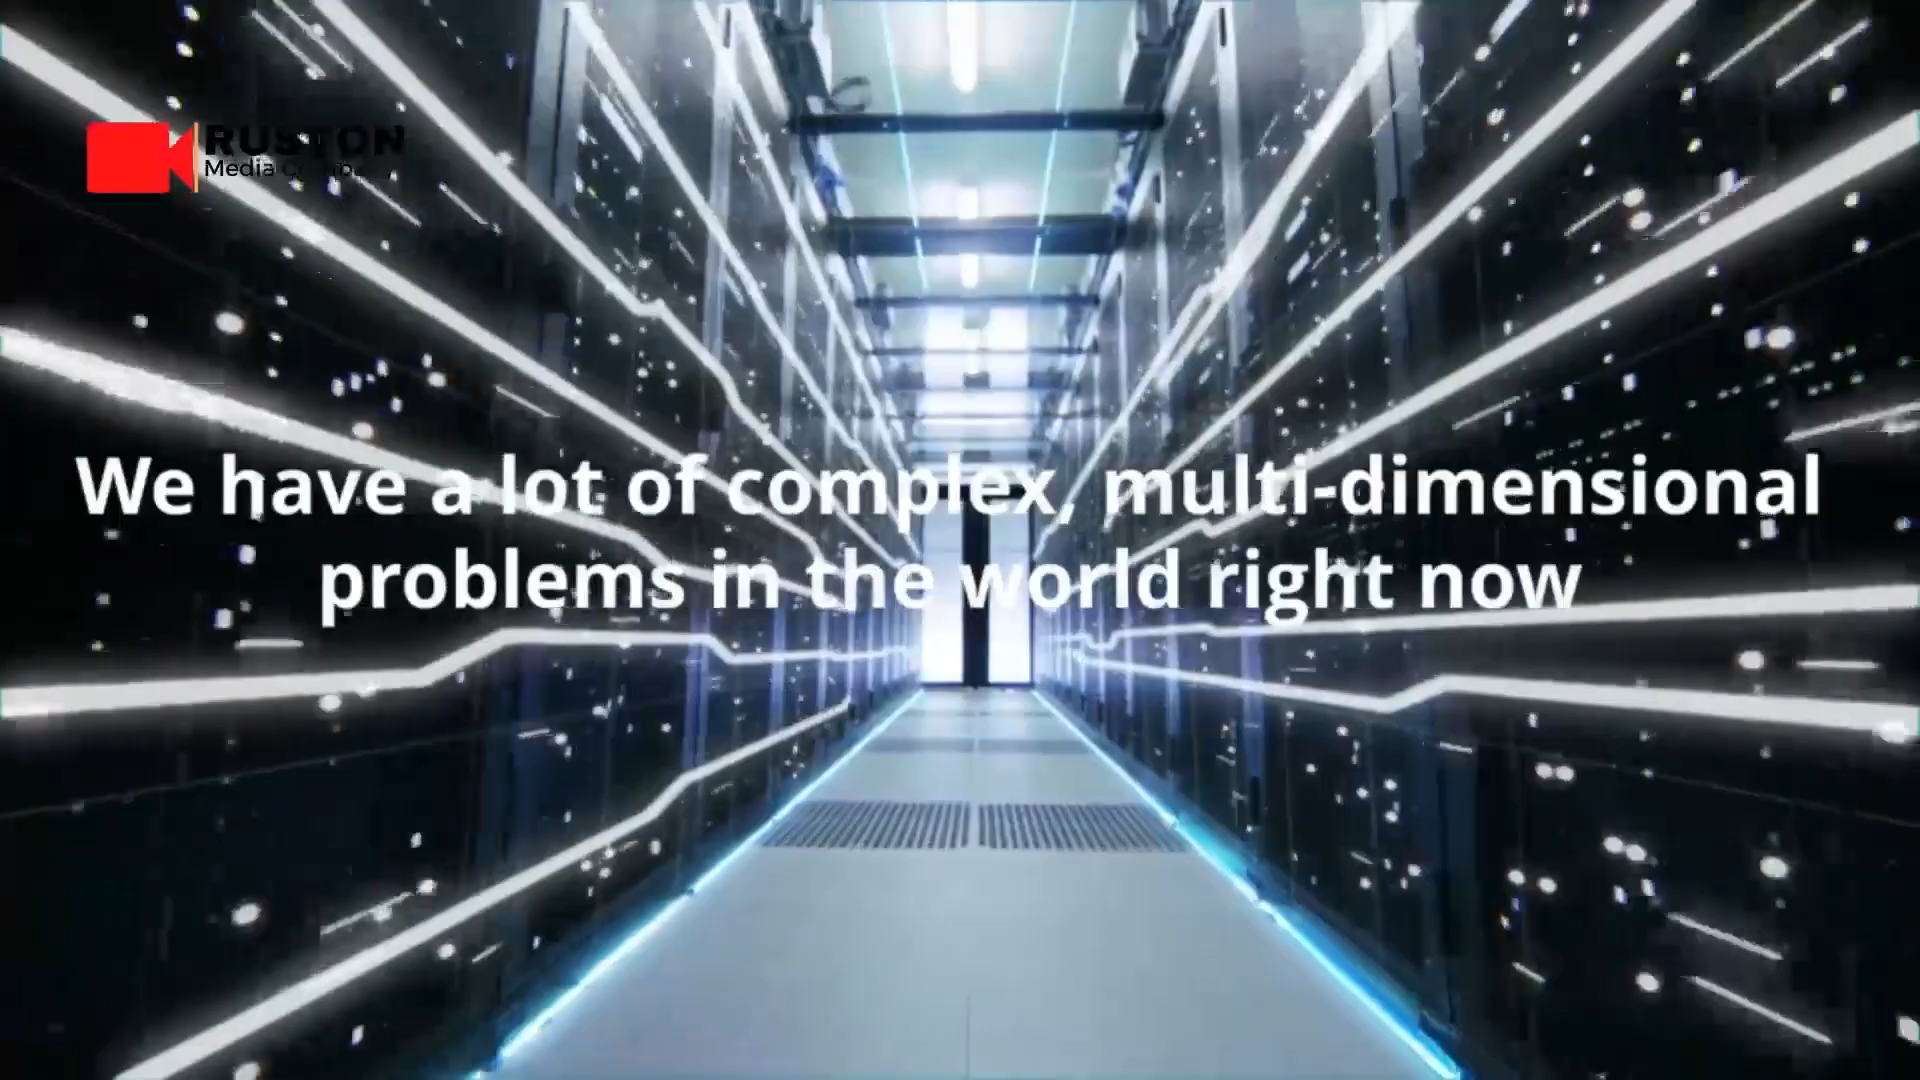 RUSTON
Media
We have a lot of complex, multi-dimensional
problems in the world right now